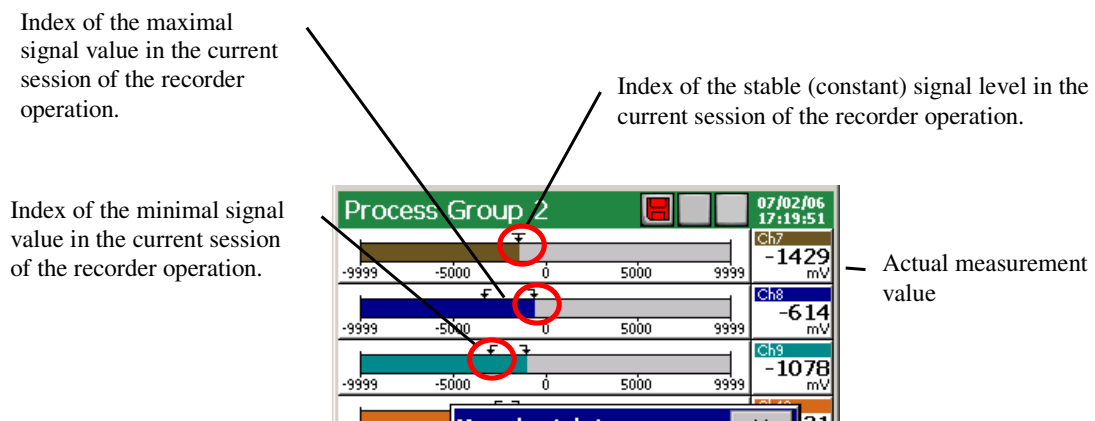 Index of the maximal
signal value in the current
session of the recorder
operation.
Index of the stable (constant) signal level in the
current session of the recorder operation.
Index of the minimal signal
value in the current session
of the recorder operation.
Process Group 2
07/02/06
17:19:51
Ch7
-1429
mV
-9999 -5000 0 5000 9999
Actual measurement
value
Ch8
-614
mV
-9999 -5000 0 5000 9999
Ch9
-1078
mV
-9999 -5000 0 5000 9999